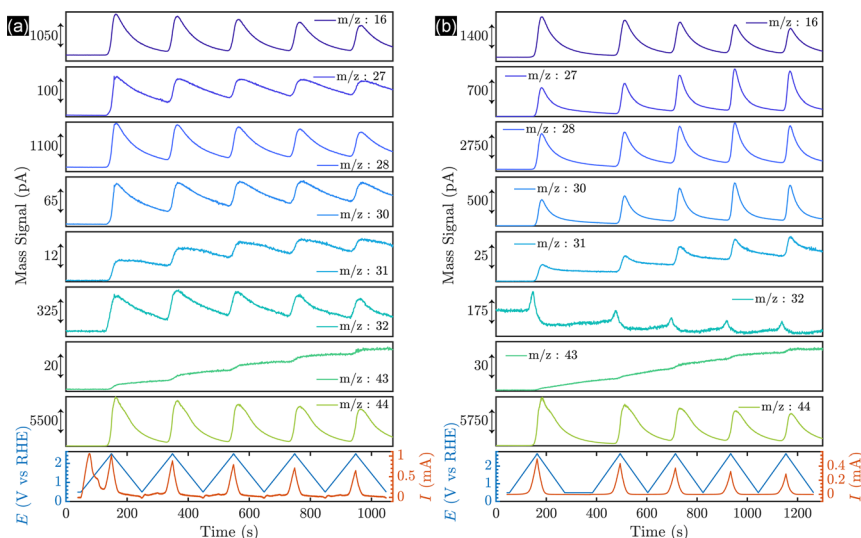 (a)
m/z : 16
1050
m/z : 27
100
m/z : 28
1100
m/z : 30
65
m/z : 31
12
m/z : 32
325
m/z : 43
20
m/z : 44
5500
Mass Signal (pA)
E (V vs RHE)
2
1
0
1
0.5
0
I (mA)
0 200 400 600 800 1000
Time (s)
(b)
m/z : 16
1400
m/z : 27
700
m/z : 28
2750
m/z : 30
500
m/z : 31
25
m/z : 32
175
m/z : 43
30
m/z : 44
5750
Mass Signal (pA)
E (V vs RHE)
2
1
0
0.4
0.2
0
I (mA)
0 200 400 600 800 1000 1200
Time (s)